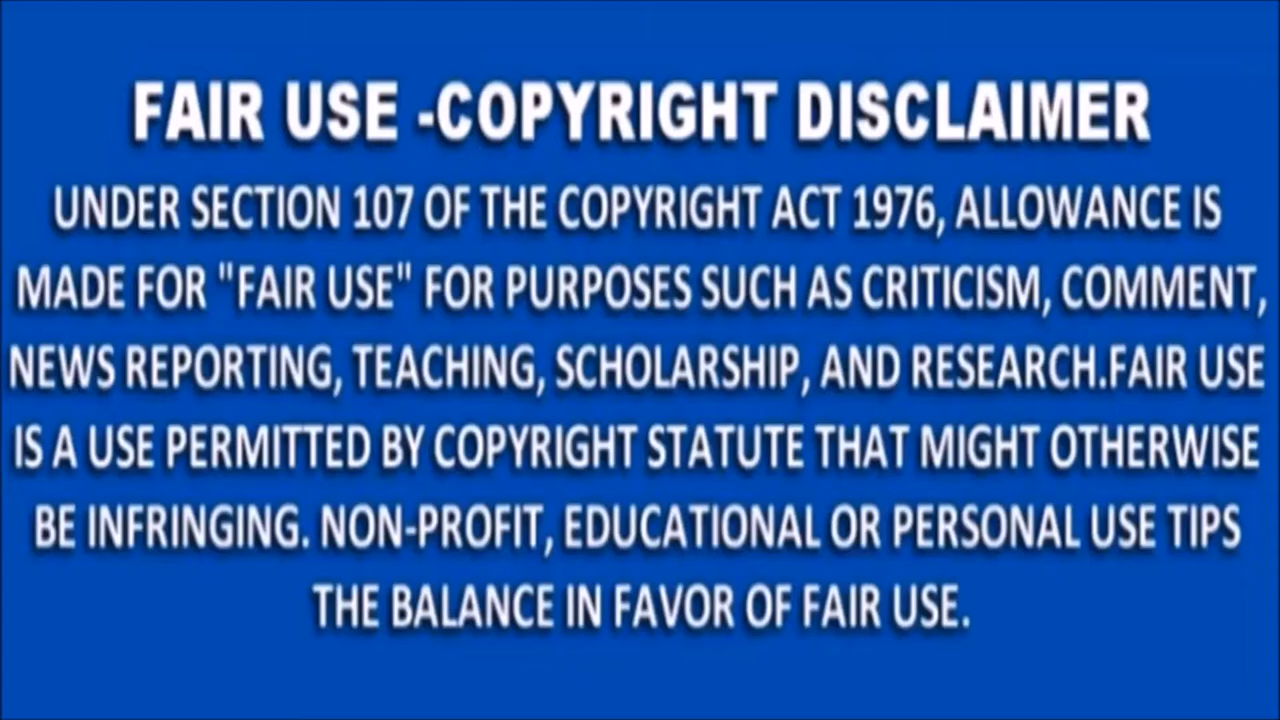 FAIR USE -COPYRIGHT DISCLAIMER
UNDER SECTION 107 OF THE COPYRIGHT ACT 1976, ALLOWANCE IS
MADE FOR "FAIR USE" FOR PURPOSES SUCH AS CRITICISM, COMMENT,
NEWS REPORTING, TEACHING, SCHOLARSHIP, AND RESEARCH.FAIR USE
IS A USE PERMITTED BY COPYRIGHT STATUTE THAT MIGHT OTHERWISE
BE INFRINGING. NON-PROFIT, EDUCATIONAL OR PERSONAL USE TIPS
THE BALANCE IN FAVOR OF FAIR USE.